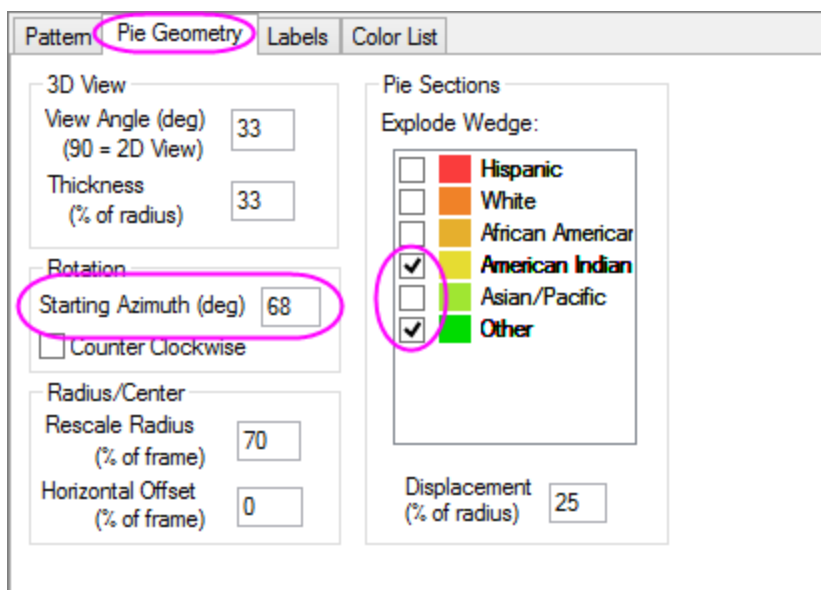 Pattern Pie Geometry Labels Color List
3D View
View Angle (deg)
(90 = 2D View)
33
Thickness
(% of radius)
33
Rotation
Starting Azimuth (deg) 68
Counter Clockwise
Radius/Center
Rescale Radius
(% of frame)
70
Horizontal Offset
(% of frame)
0
Pie Sections
Explode Wedge:
Hispanic
White
African American
American Indian
Asian/Pacific
Other
Displacement
(% of radius)
25